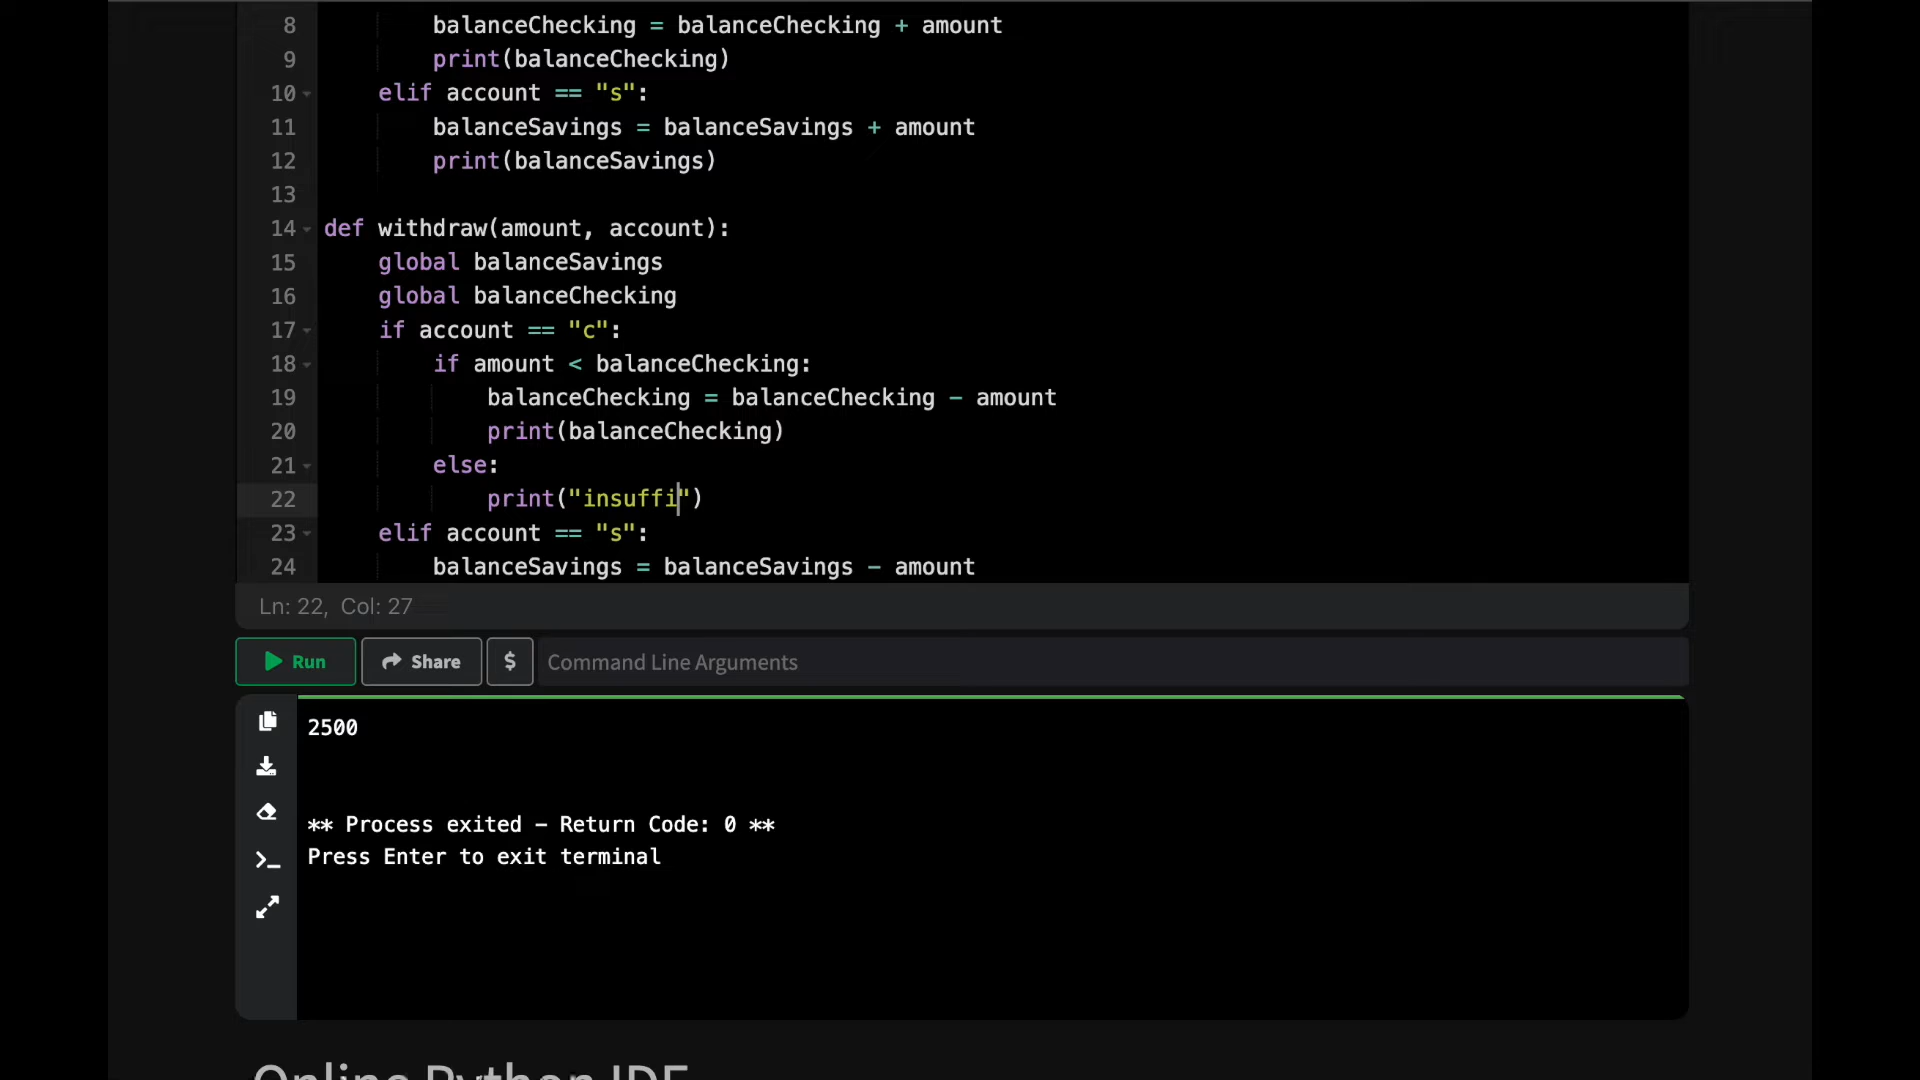 8 balanceChecking = balanceChecking + amount
9 print(balanceChecking)
10 elif account == "s":
11 balanceSavings = balanceSavings + amount
12 print(balanceSavings)
13
14 def withdraw(amount, account):
15 global balanceSavings
16 global balanceChecking
17 if account == "c":
18 if amount < balanceChecking:
19 balanceChecking = balanceChecking - amount
20 print(balanceChecking)
21 else:
22 print("insuffi")
23 elif account == "s":
24 balanceSavings = balanceSavings - amount
Ln: 22, Col: 27
Run Share $ Command Line Arguments
2500
** Process exited - Return Code: 0 **
Press Enter to exit terminal
Online Python IDE